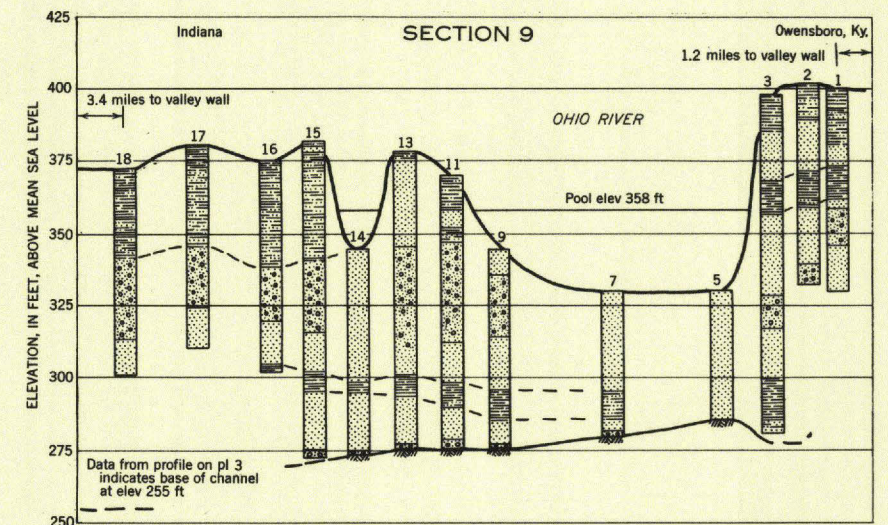 425
Indiana
SECTION 9
Owensboro, Ky.
1.2 miles to valley wall
400
3.4 miles to valley wall
OHIO RIVER
18
17
16
15
14
13
11
9
7
5
3
2
1
375
Pool elev 358 ft
350
325
300
275
250
ELEVATION, IN FEET, ABOVE MEAN SEA LEVEL
Data from profile on pl 3
indicates base of channel
at elev 255 ft